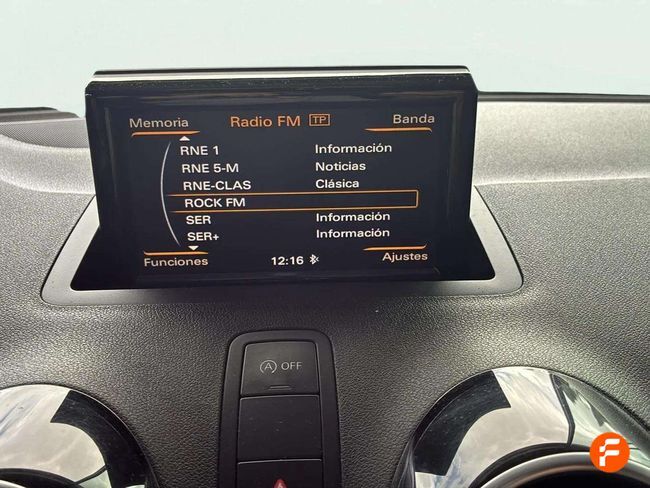 Memoria Radio FM TP Banda
RNE 1 Información
RNE 5-M Noticias
RNE-CLAS Clásica
ROCK FM
SER Información
SER+ Información
Funciones 12:16 Ajustes
A OFF